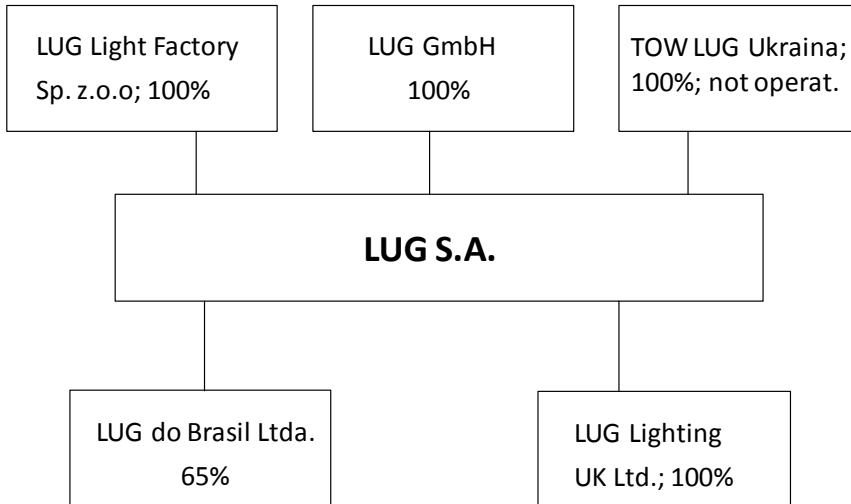 LUG Light Factory
Sp. z.o.o; 100%
LUG GmbH
100%
TOW LUG Ukraina;
100%; not operat.
LUG S.A.
LUG do Brasil Ltda.
65%
LUG Lighting
UK Ltd.; 100%